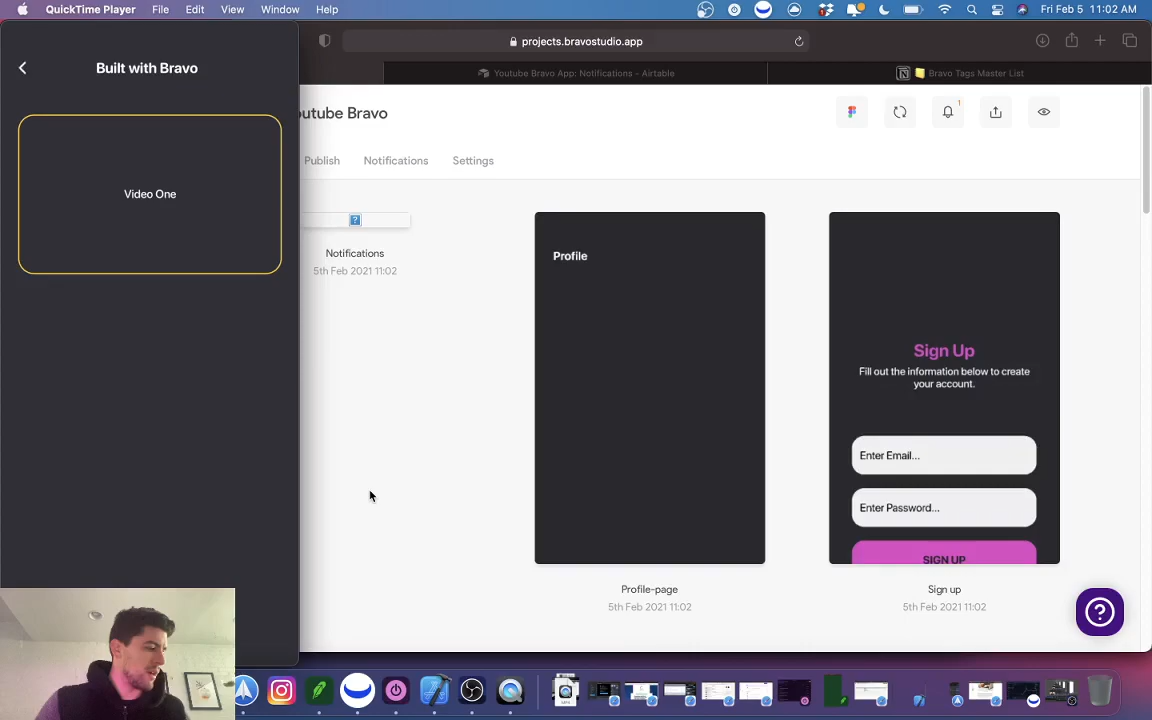 QuickTime Player File Edit View Window Help Fri Feb 5 11:02 AM
projects.bravostudio.app
Youtube Bravo App: Notifications - Airtable
Bravo Tags Master List
Built with Bravo
Video One
outube Bravo
1
Publish Notifications Settings
Notifications
5th Feb 2021 11:02
Profile
Profile-page
5th Feb 2021 11:02
Sign Up
Fill out the information below to create
your account.
Enter Email...
Enter Password...
SIGN UP
Sign up
5th Feb 2021 11:02